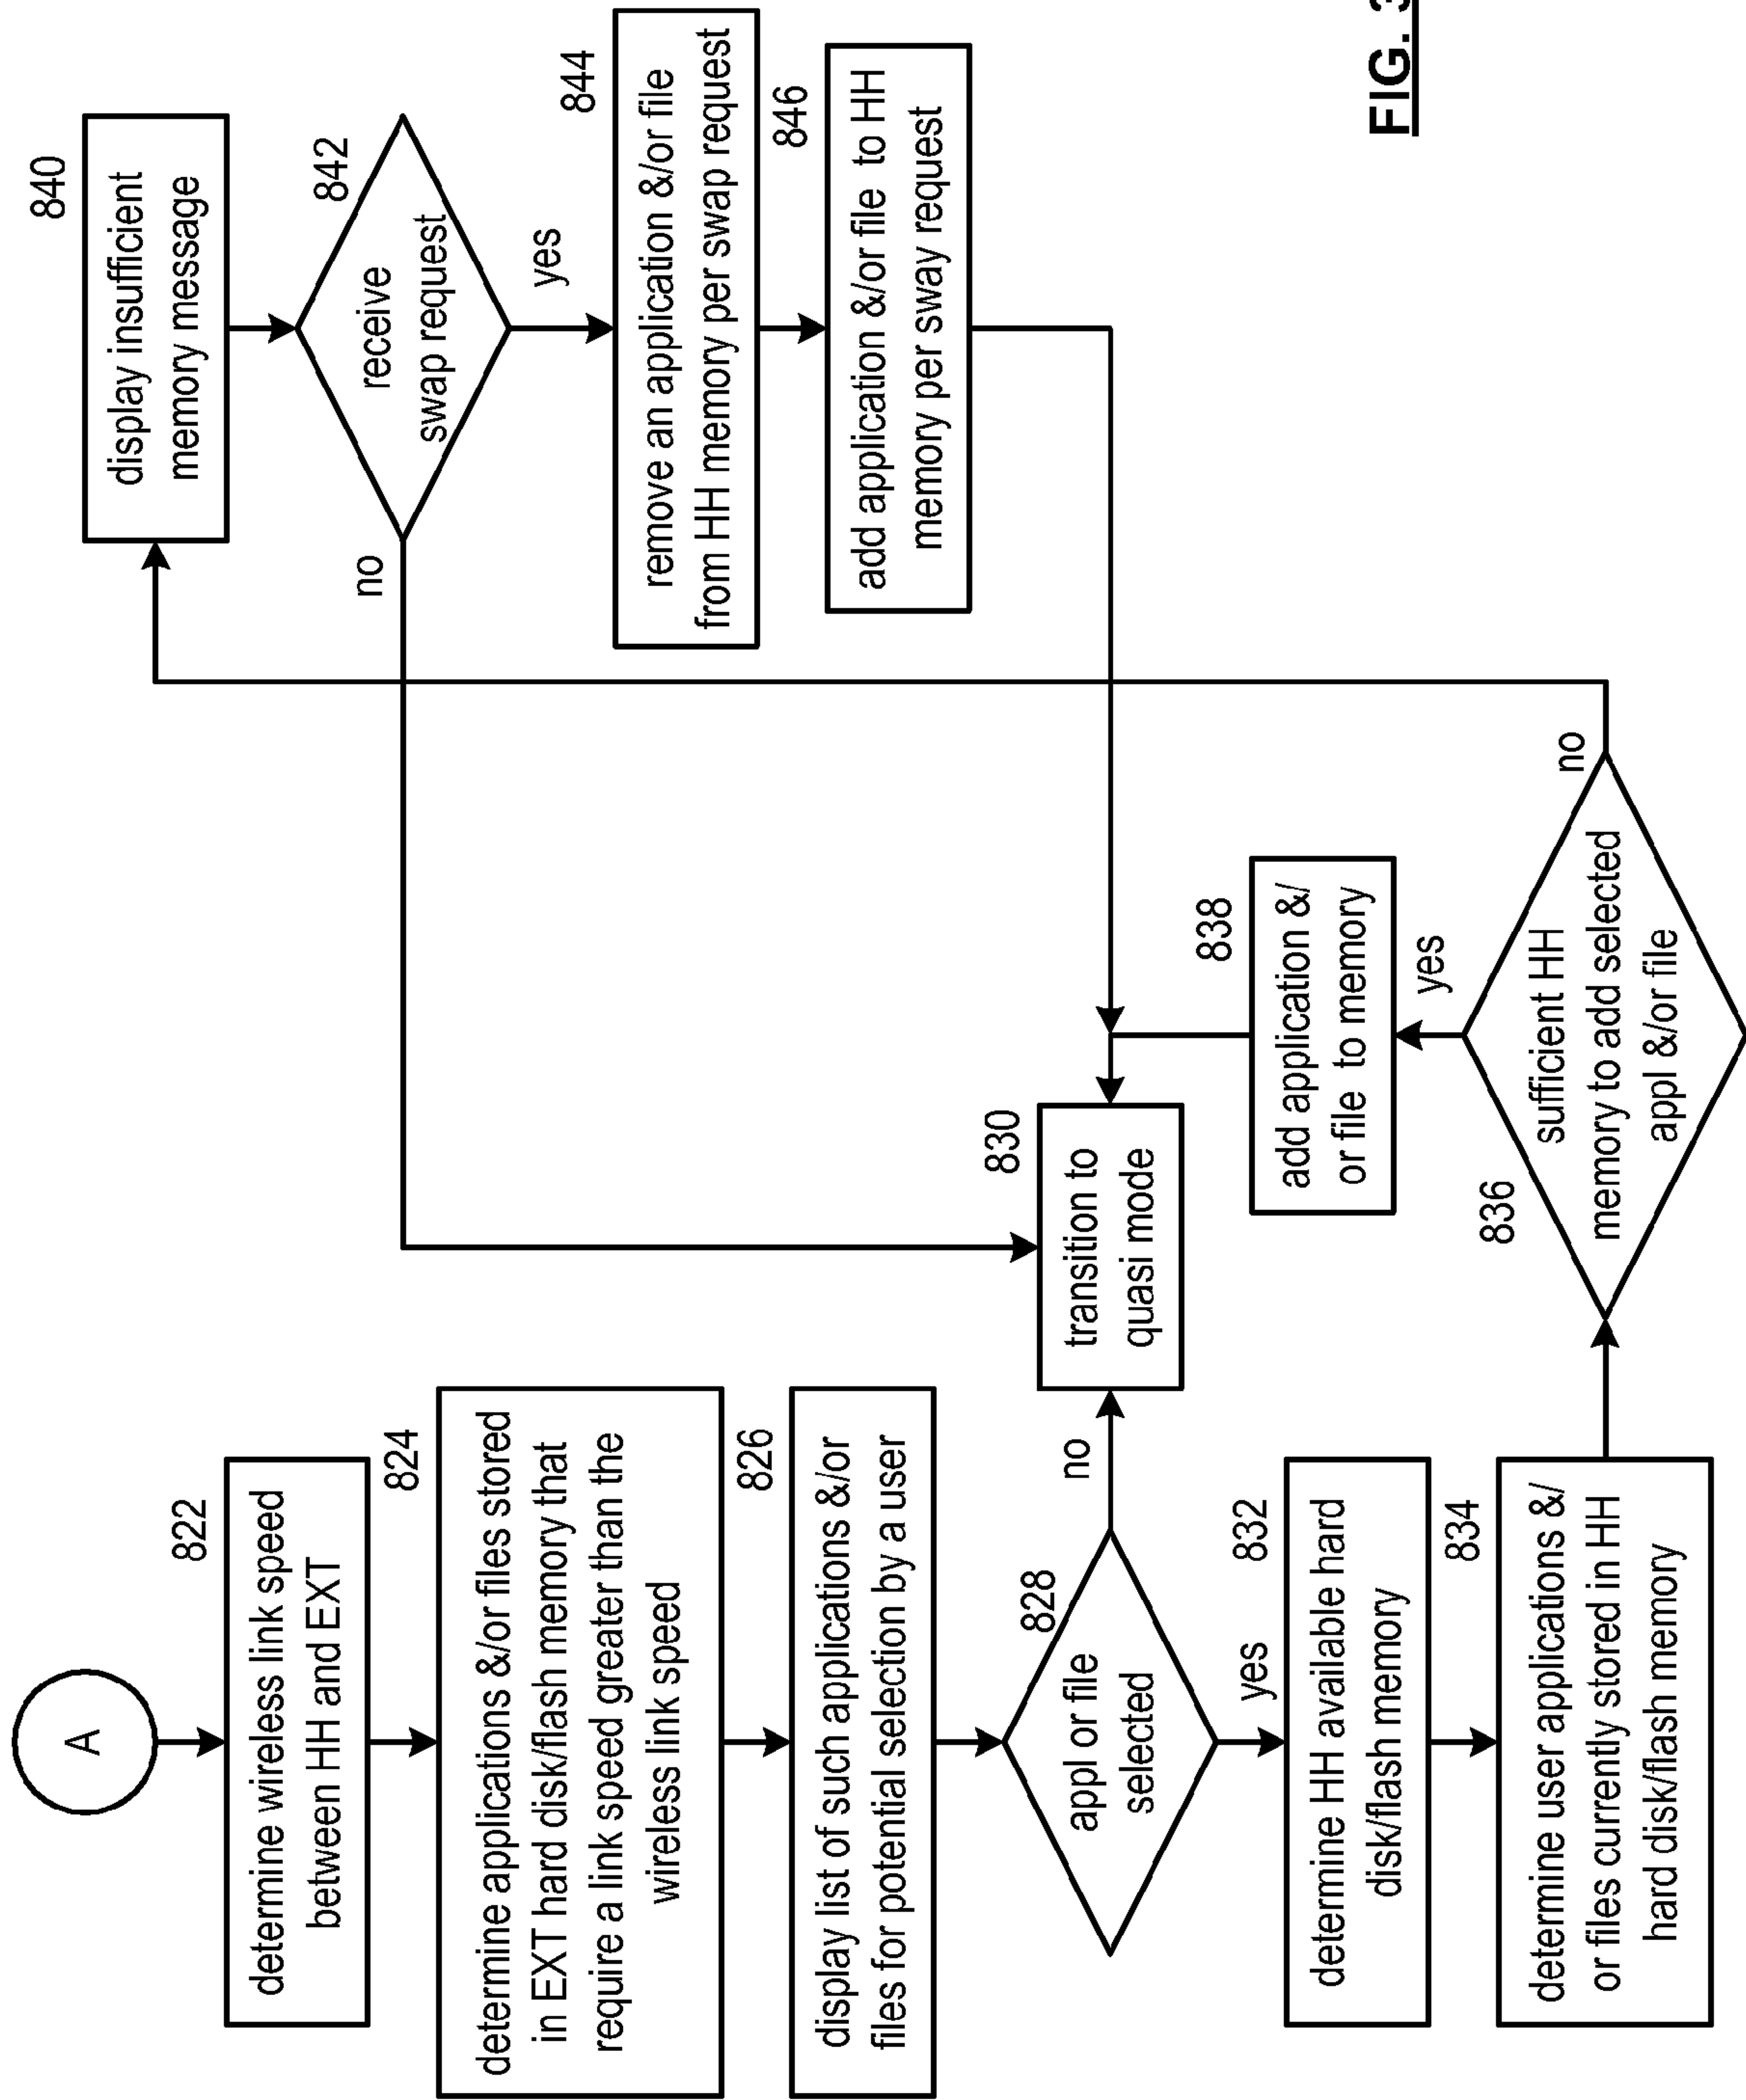 A
822
determine wireless link speed
between HH and EXT
824
determine applications &/or files stored
in EXT hard disk/flash memory that
require a link speed greater than the
wireless link speed
826
display list of such applications &/or
files for potential selection by a user
828
appl or file
selected
no
yes
830
transition to
quasi mode
832
determine HH available hard
disk/flash memory
834
determine user applications &/
or files currently stored in HH
hard disk/flash memory
836
sufficient HH
memory to add selected
appl &/or file
yes
no
838
add application &/
or file to memory
840
display insufficient
memory message
842
receive
swap request
no
yes
844
remove an application &/or file
from HH memory per swap request
846
add application &/or file to HH
memory per sway request
FIG. 3